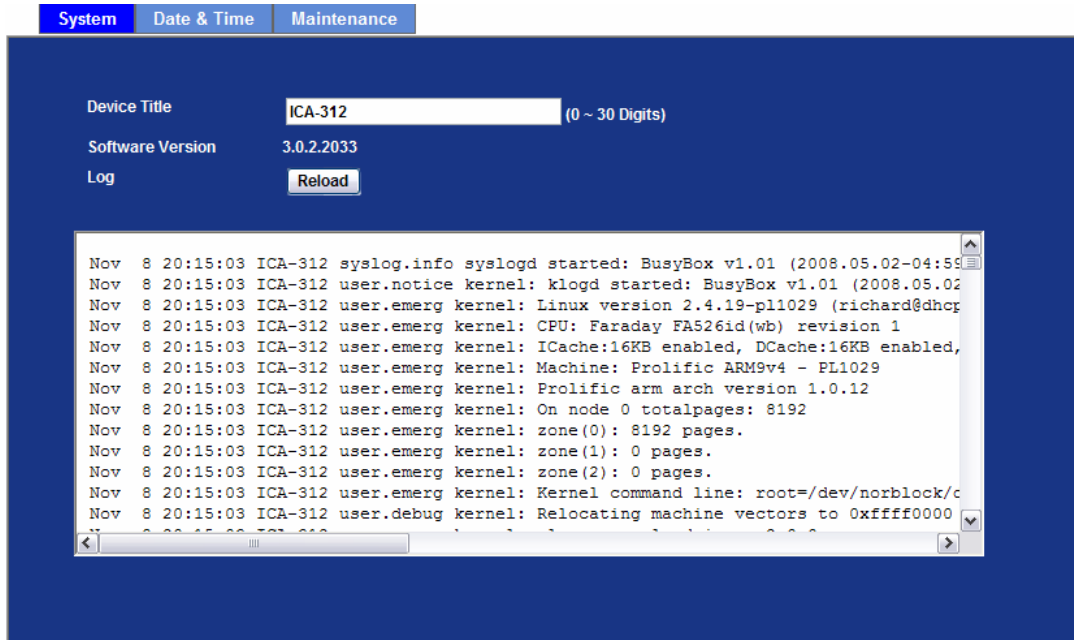 System Date & Time Maintenance
Device Title ICA-312 (0 ~ 30 Digits)
Software Version 3.0.2.2033
Log Reload
Nov 8 20:15:03 ICA-312 syslog.info syslogd started: BusyBox v1.01 (2008.05.02-04:59
Nov 8 20:15:03 ICA-312 user.notice kernel: klogd started: BusyBox v1.01 (2008.05.02
Nov 8 20:15:03 ICA-312 user.emerg kernel: Linux version 2.4.19-pl1029 (richard@dhcp
Nov 8 20:15:03 ICA-312 user.emerg kernel: CPU: Faraday FA526id(wb) revision 1
Nov 8 20:15:03 ICA-312 user.emerg kernel: ICache:16KB enabled, DCache:16KB enabled,
Nov 8 20:15:03 ICA-312 user.emerg kernel: Machine: Prolific ARM9v4 - PL1029
Nov 8 20:15:03 ICA-312 user.emerg kernel: Prolific arm arch version 1.0.12
Nov 8 20:15:03 ICA-312 user.emerg kernel: On node 0 totalpages: 8192
Nov 8 20:15:03 ICA-312 user.emerg kernel: zone(0): 8192 pages.
Nov 8 20:15:03 ICA-312 user.emerg kernel: zone(1): 0 pages.
Nov 8 20:15:03 ICA-312 user.emerg kernel: zone(2): 0 pages.
Nov 8 20:15:03 ICA-312 user.emerg kernel: Kernel command line: root=/dev/norblock/
Nov 8 20:15:03 ICA-312 user.debug kernel: Relocating machine vectors to 0xffff0000